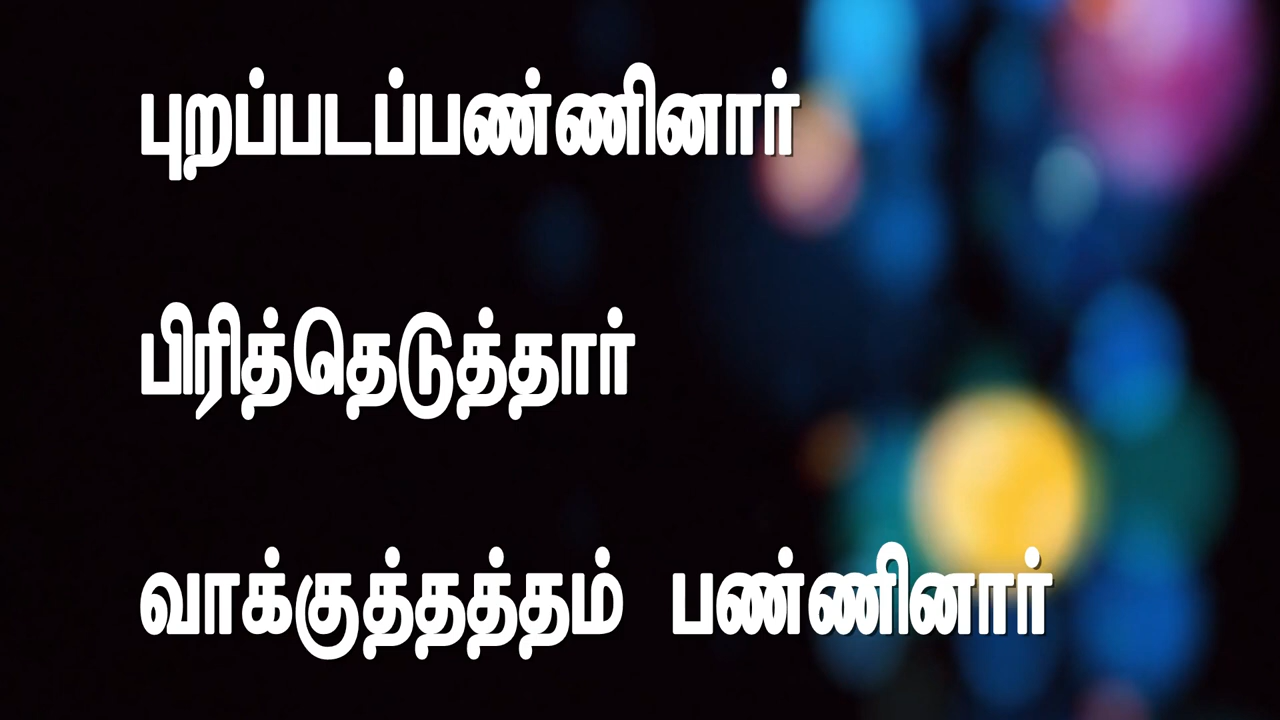 புறப்படப்பண்ணினார்
பிரித்தெடுத்தார்
வாக்குத்தத்தம் பண்ணினார்